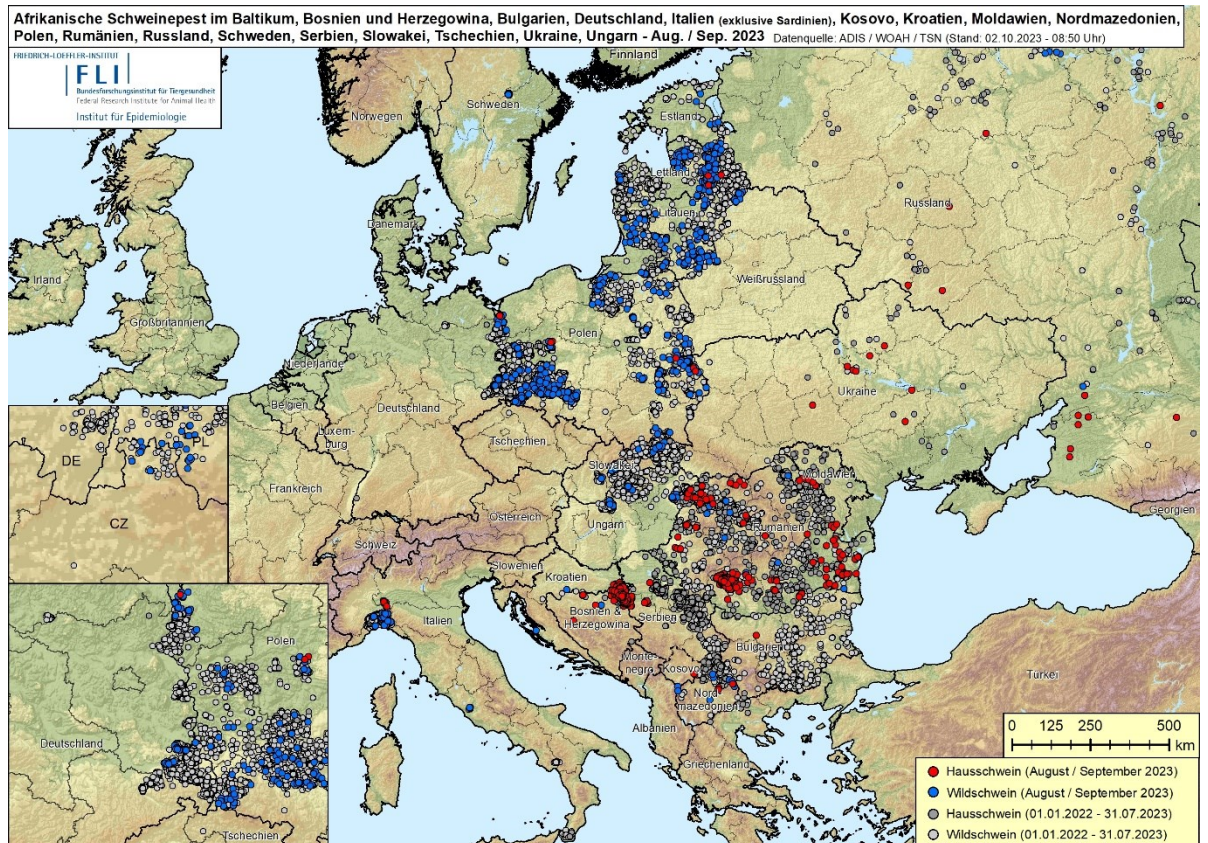 Afrikanische Schweinepest im Baltikum, Bosnien und Herzegowina, Bulgarien, Deutschland, Italien (exklusive Sardinien), Kosovo, Kroatien, Moldawien, Nordmazedonien,
Polen, Rumänien, Russland, Schweden, Serbien, Slowakei, Tschechien, Ukraine, Ungarn - Aug. / Sep. 2023 Datenquelle: ADIS / WOAH / TSN (Stand: 02.10.2023 - 08:50 Uhr)
FRIEDRICH-LOEFFLER-INSTITUT
FLI
Bundesforschungsinstitut für Tiergesundheit
Federal Research Institute for Animal Health
Institut für Epidemiologie
Finnland
Schweden
Norwegen
Estland
Lettland
Russland
Litauen
Dänemark
Irland
Weißrussland
Großbritannien
Polen
Niederlande
Ukraine
Belgien
Deutschland
Luxem-
burg
Tschechien
Slowakei
Moldawien
Frankreich
Österreich
Ungarn
Rumänien
Georgien
Schweiz
Slowenien
Kroatien
Italien
Bosnien &
Herzegowina
Serbien
Bulgarien
Monte-
negro
Kosovo
Nord-
mazedonien
Türkei
Albanien
Griechenland
DE
PL
CZ
Polen
Deutschland
Tschechien
0 125 250 500
km
Hausschwein (August / September 2023)
Wildschwein (August / September 2023)
Hausschwein (01.01.2022 - 31.07.2023)
Wildschwein (01.01.2022 - 31.07.2023)